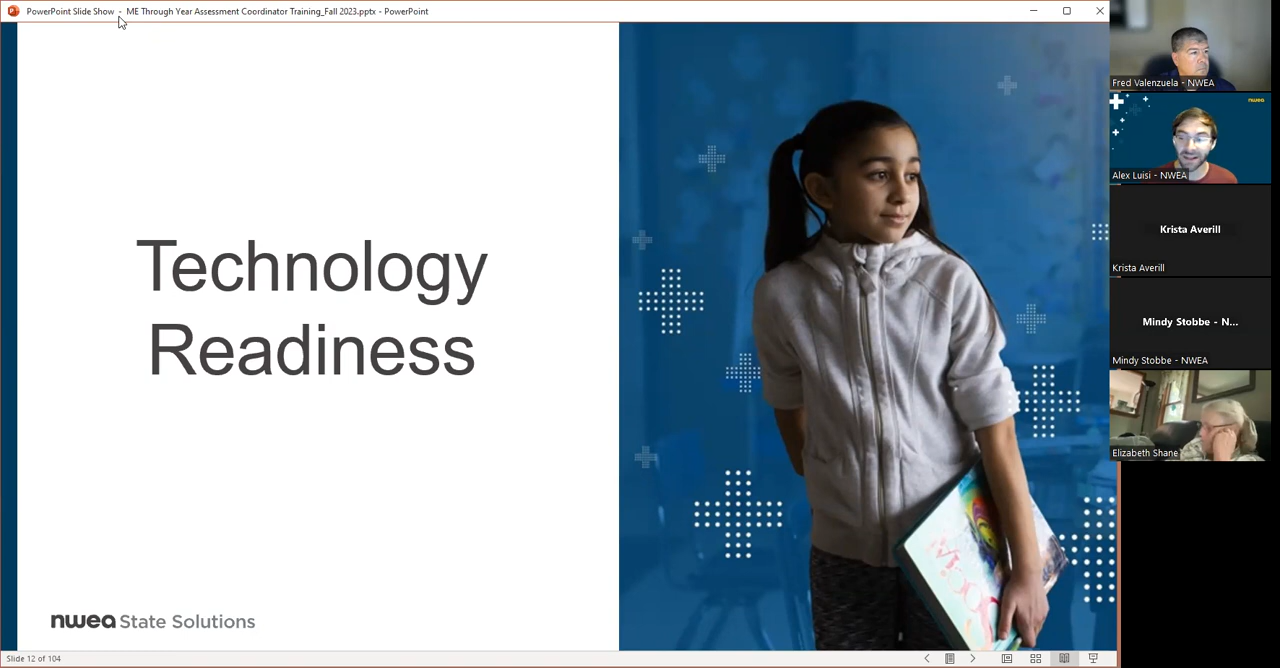 PowerPoint Slide Show - ME Through Year Assessment Coordinator Training_Fall 2023.pptx - PowerPoint
Technology
Readiness
nwea State Solutions
Slide 12 of 104
Fred Valenzuela - NWEA
nwea
Alex Luisi - NWEA
Krista Averill
Krista Averill
Mindy Stobbe - N...
Mindy Stobbe - NWEA
Elizabeth Shane